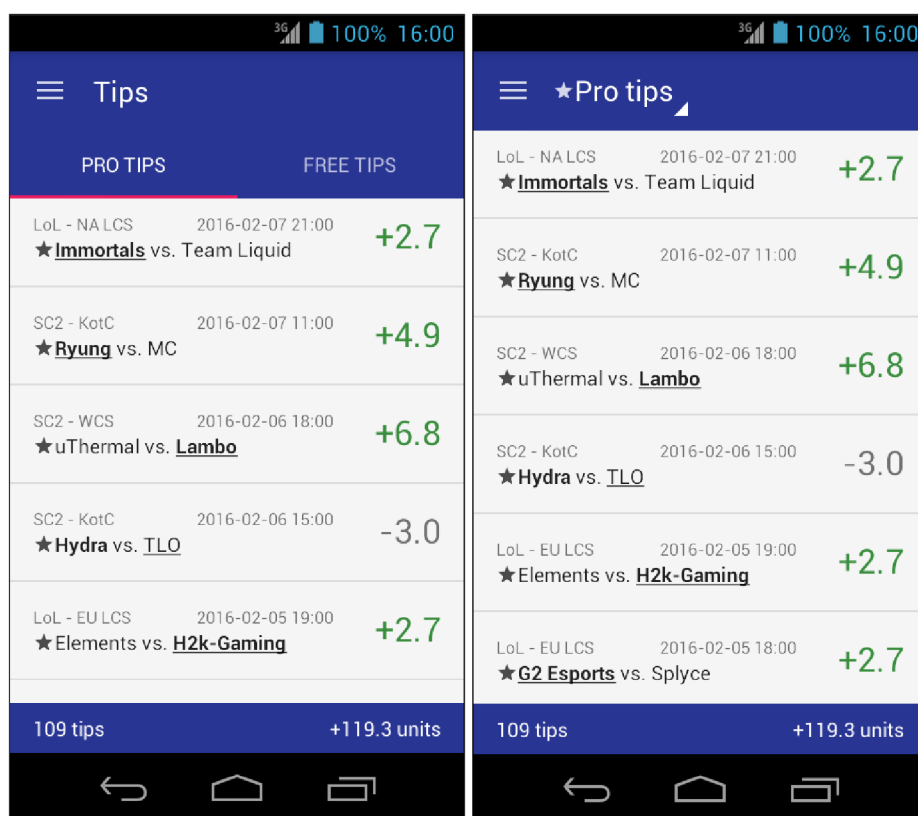 3G 100% 16:00
Tips
PRO TIPS FREE TIPS
LoL - NA LCS 2016-02-07 21:00
★Immortals vs. Team Liquid +2.7
SC2 - KotC 2016-02-07 11:00
★Ryung vs. MC +4.9
SC2 - WCS 2016-02-06 18:00
★uThermal vs. Lambo +6.8
SC2 - KotC 2016-02-06 15:00
★Hydra vs. TLO -3.0
LoL - EU LCS 2016-02-05 19:00
★Elements vs. H2k-Gaming +2.7
109 tips +119.3 units
3G 100% 16:00
★Pro tips
LoL - NA LCS 2016-02-07 21:00
★Immortals vs. Team Liquid +2.7
SC2 - KotC 2016-02-07 11:00
★Ryung vs. MC +4.9
SC2 - WCS 2016-02-06 18:00
★uThermal vs. Lambo +6.8
SC2 - KotC 2016-02-06 15:00
★Hydra vs. TLO -3.0
LoL - EU LCS 2016-02-05 19:00
★Elements vs. H2k-Gaming +2.7
LoL - EU LCS 2016-02-05 18:00
★G2 Esports vs. Splyce +2.7
109 tips +119.3 units